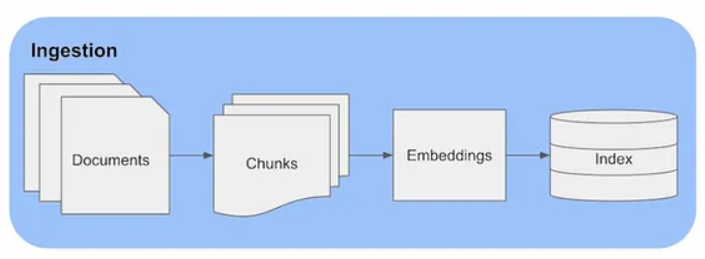 Ingestion
Documents
Chunks
Embeddings
Index